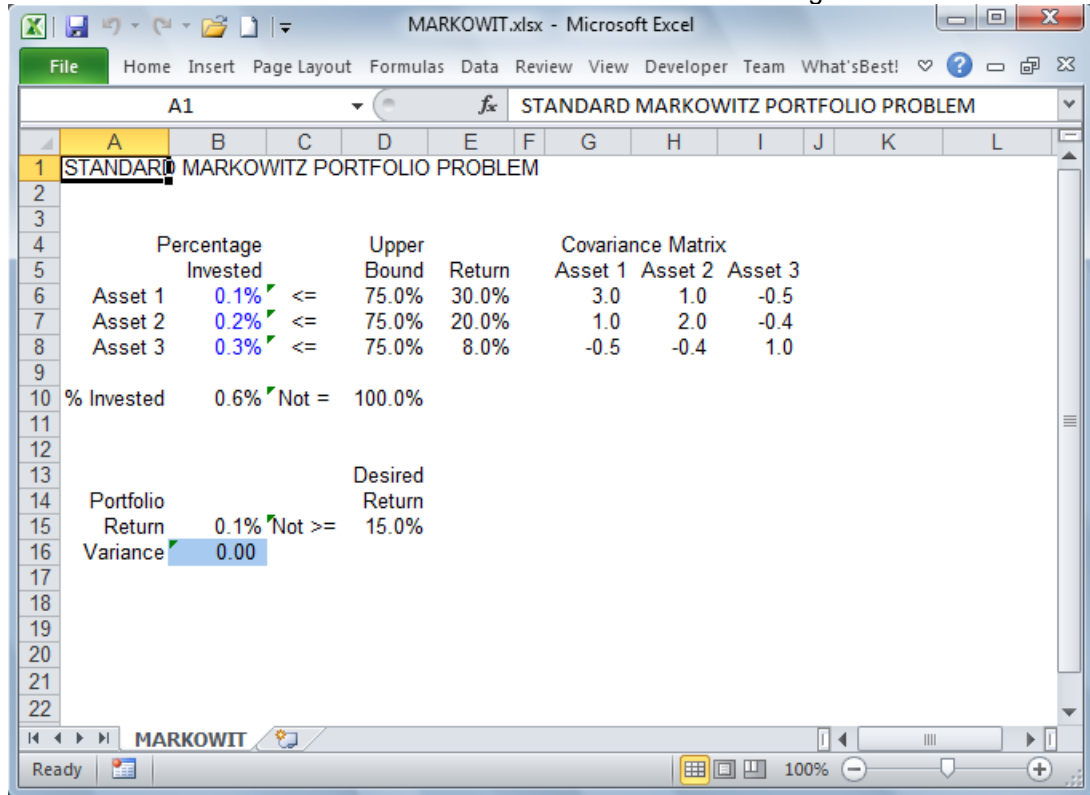 MARKOWIT.xlsx - Microsoft Excel
File Home Insert Page Layout Formulas Data Review View Developer Team What'sBest!
A1 fx STANDARD MARKOWITZ PORTFOLIO PROBLEM
A B C D E F G H I J K L
1 STANDARD MARKOWITZ PORTFOLIO PROBLEM
2
3
4 Percentage Upper Covariance Matrix
5 Invested Bound Return Asset 1 Asset 2 Asset 3
6 Asset 1 0.1% <= 75.0% 30.0% 3.0 1.0 -0.5
7 Asset 2 0.2% <= 75.0% 20.0% 1.0 2.0 -0.4
8 Asset 3 0.3% <= 75.0% 8.0% -0.5 -0.4 1.0
9
10 % Invested 0.6% Not = 100.0%
11
12
13 Desired
14 Portfolio Return
15 Return 0.1% Not >= 15.0%
16 Variance 0.00
17
18
19
20
21
22
MARKOWIT
Ready 100%